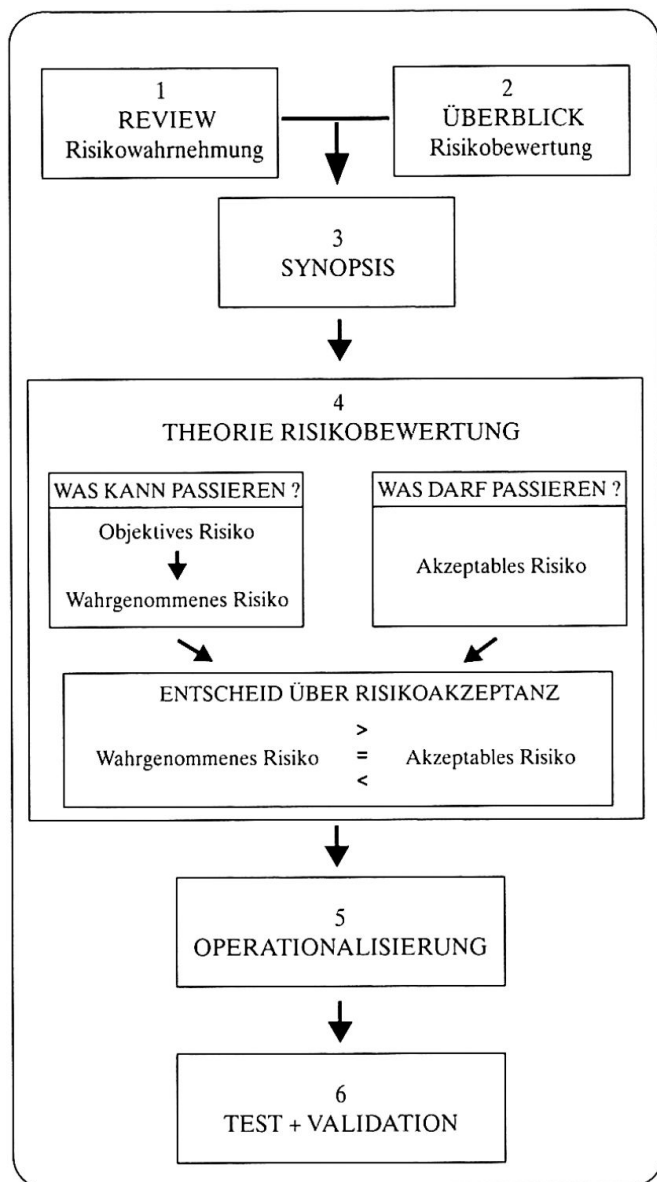 1
REVIEW
Risikowahrnehmung
2
ÜBERBLICK
Risikobewertung
3
SYNOPSIS
4
THEORIE RISIKOBEWERTUNG
WAS KANN PASSIEREN ?
Objektives Risiko
Wahrgenommenes Risiko
WAS DARF PASSIEREN ?
Akzeptables Risiko
ENTSCHEID ÜBER RISIKOAKZEPTANZ
>
Wahrgenommenes Risiko = Akzeptables Risiko
<
5
OPERATIONALISIERUNG
6
TEST + VALIDATION